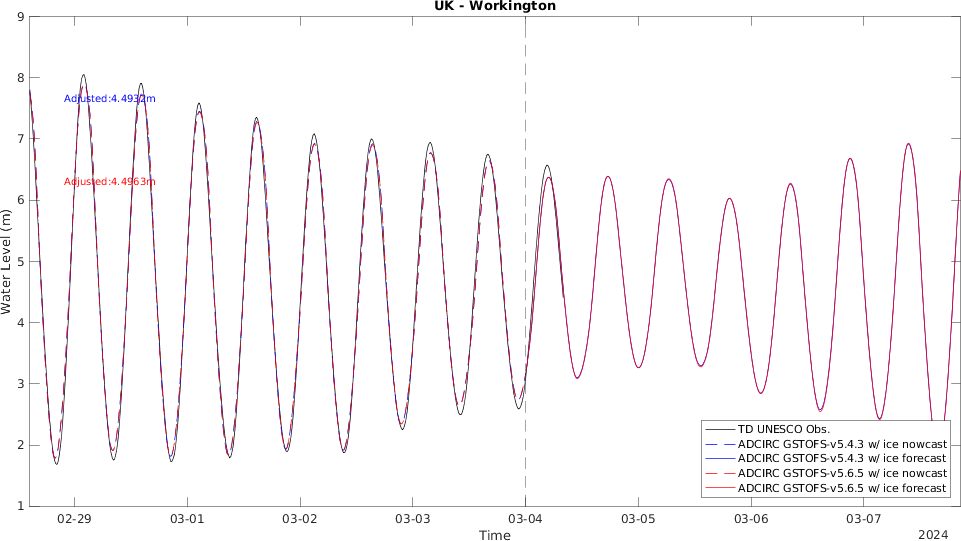 UK - Workington
9
8
7
6
5
4
3
2
1
Water Level (m)
Adjusted:4.4932m
Adjusted:4.4963m
TD UNESCO Obs.
ADCIRC GSTOFS-v5.4.3 w/ ice nowcast
ADCIRC GSTOFS-v5.4.3 w/ ice forecast
ADCIRC GSTOFS-v5.6.5 w/ ice nowcast
ADCIRC GSTOFS-v5.6.5 w/ ice forecast
02-29 03-01 03-02 03-03 03-04 03-05 03-06 03-07
Time
2024